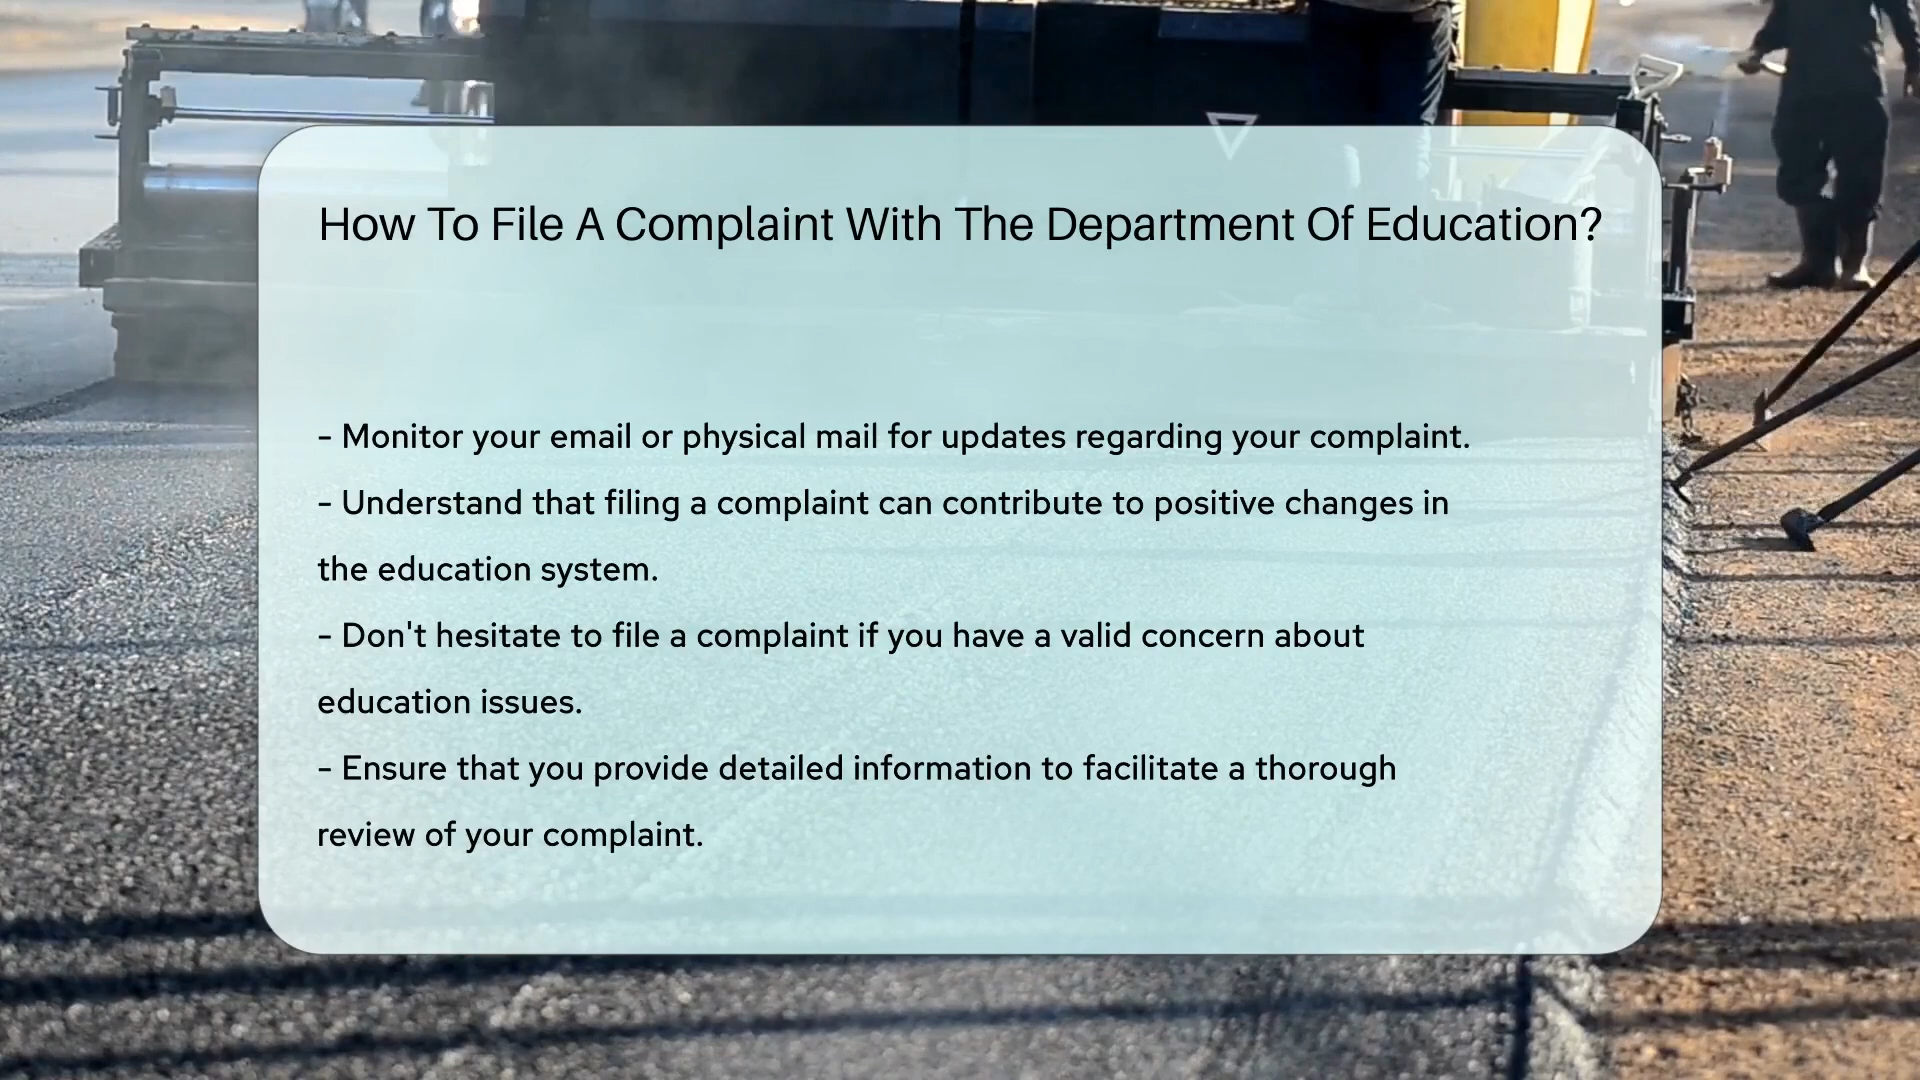 How To File A Complaint With The Department Of Education?
- Monitor your email or physical mail for updates regarding your complaint.
- Understand that filing a complaint can contribute to positive changes in
the education system.
- Don't hesitate to file a complaint if you have a valid concern about
education issues.
- Ensure that you provide detailed information to facilitate a thorough
review of your complaint.